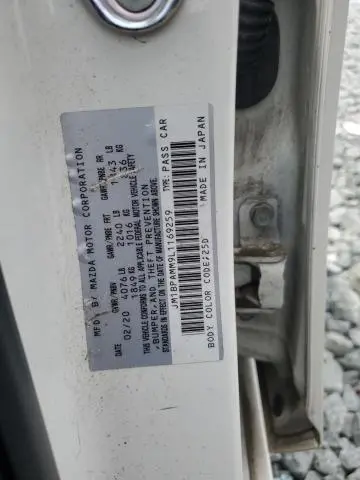 MFD. BY MAZDA MOTOR CORPORATION
GVWR/PNBV GAWR/PNBE FRT GAWR/PNBE RR
02/20 4076 LB 2240 LB LB
1849 KG 1016 KG KG
THIS VEHICLE CONFORMS TO ALL APPLICABLE FEDERAL MOTOR VEHICLE SAFETY,
BUMPER, AND THEFT PREVENTION
STANDARDS IN EFFECT ON THE DATE OF MANUFACTURE SHOWN ABOVE.
JM1BPAMM9L1169259 TYPE: PASS CAR
BODY COLOR CODE: 25D MADE IN JAPAN